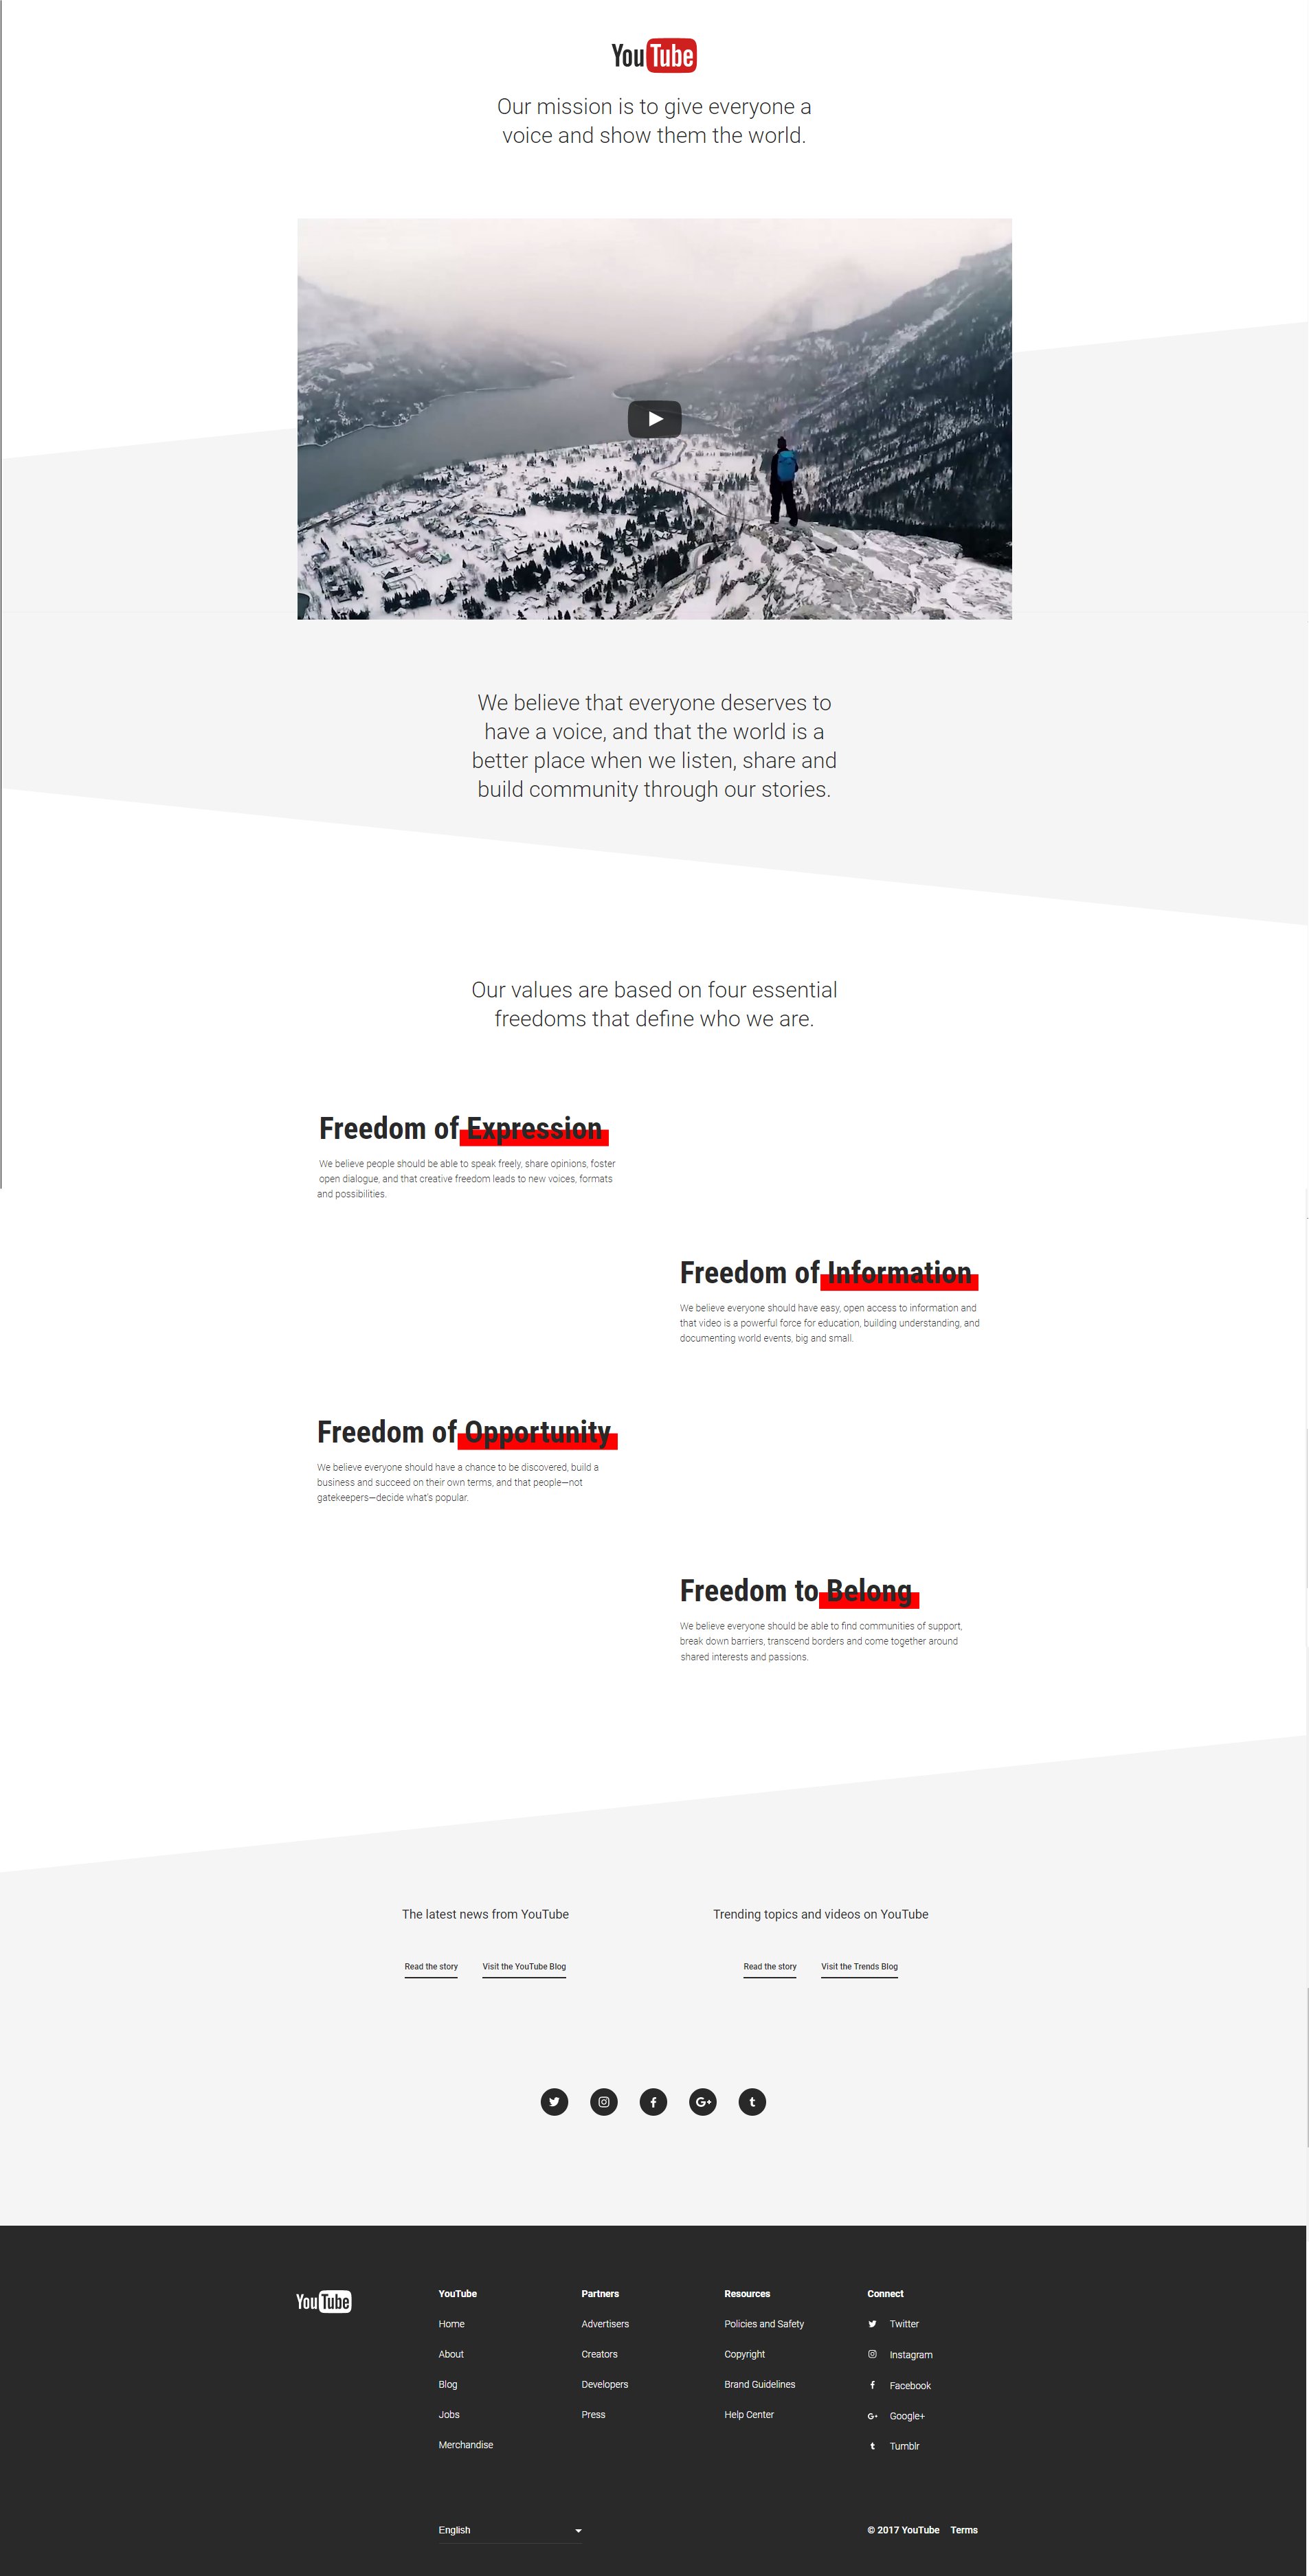 YouTube
Our mission is to give everyone a
voice and show them the world.
We believe that everyone deserves to
have a voice, and that the world is a
better place when we listen, share and
build community through our stories.
Our values are based on four essential
freedoms that define who we are.
Freedom of Expression
We believe people should be able to speak freely, share opinions, foster
open dialogue, and that creative freedom leads to new voices, formats
and possibilities.
Freedom of Information
We believe everyone should have easy, open access to information and
that video is a powerful force for education, building understanding, and
documenting world events, big and small.
Freedom of Opportunity
We believe everyone should have a chance to be discovered, build a
business and succeed on their own terms, and that people—not
gatekeepers—decide what's popular.
Freedom to Belong
We believe everyone should be able to find communities of support,
break down barriers, transcend borders and come together around
shared interests and passions.
The latest news from YouTube
Read the story
Visit the YouTube Blog
Trending topics and videos on YouTube
Read the story
Visit the Trends Blog
YouTube
YouTube
Home
About
Blog
Jobs
Merchandise
Partners
Advertisers
Creators
Developers
Press
Resources
Policies and Safety
Copyright
Brand Guidelines
Help Center
Connect
Twitter
Instagram
Facebook
Google+
Tumblr
English
© 2017 YouTube
Terms